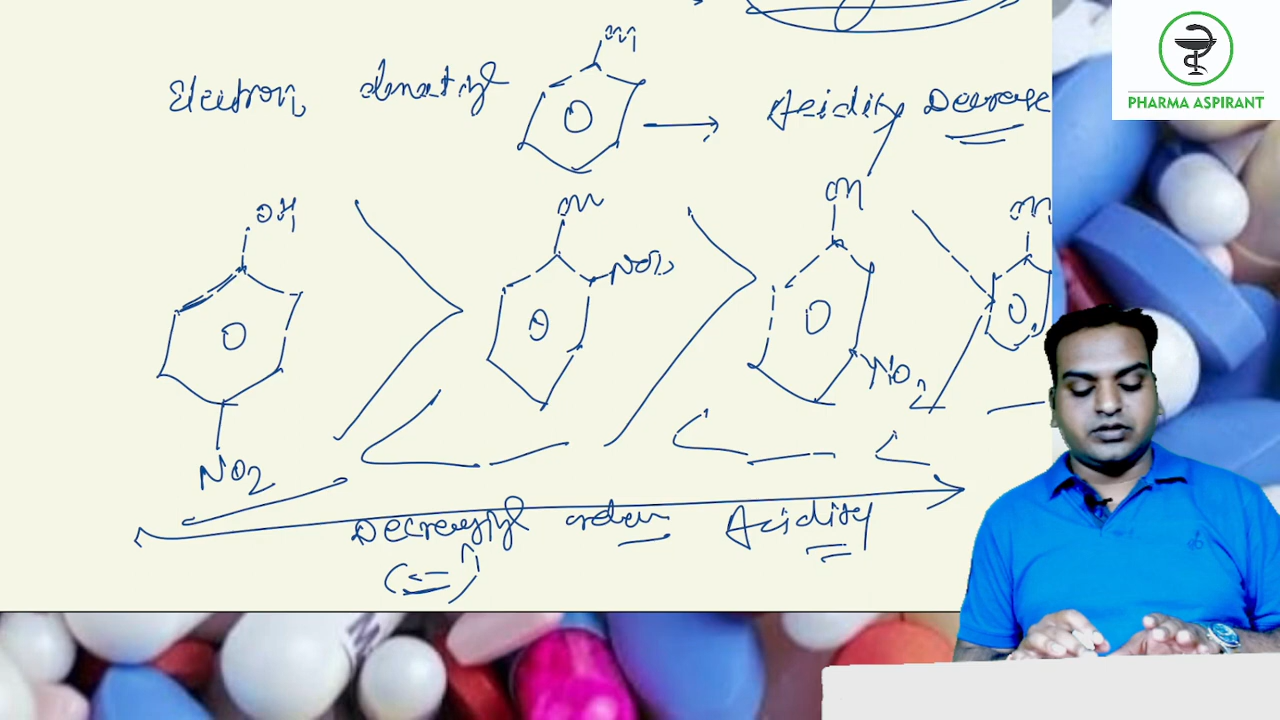 Electron donating OH → Acidity Decrease
PHARMA ASPIRANT
OH > OH > OH > OH
NO2
NO2
NO2
Decreasing order Acidity